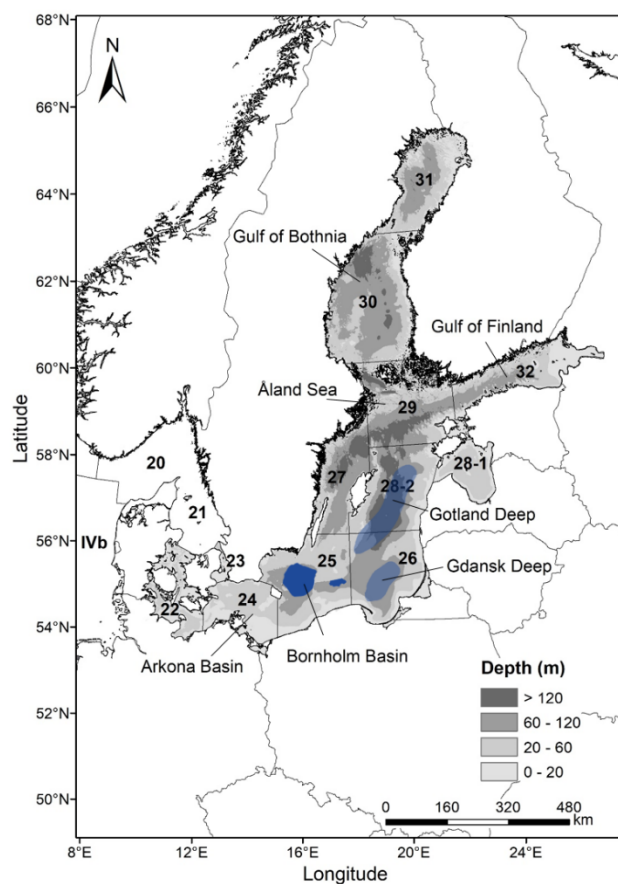 68°N
N
66°N
64°N
31
Gulf of Bothnia
62°N
30
Gulf of Finland
60°N
32
Åland Sea
29
Latitude
58°N
20
27
28-1
28-2
21
Gotland Deep
56°N
IVb
23
25
26
Gdansk Deep
22
24
54°N
Arkona Basin
Bornholm Basin
Depth (m)
> 120
52°N
60 - 120
20 - 60
0 - 20
50°N
0 160 320 480
km
8°E 12°E 16°E 20°E 24°E
Longitude